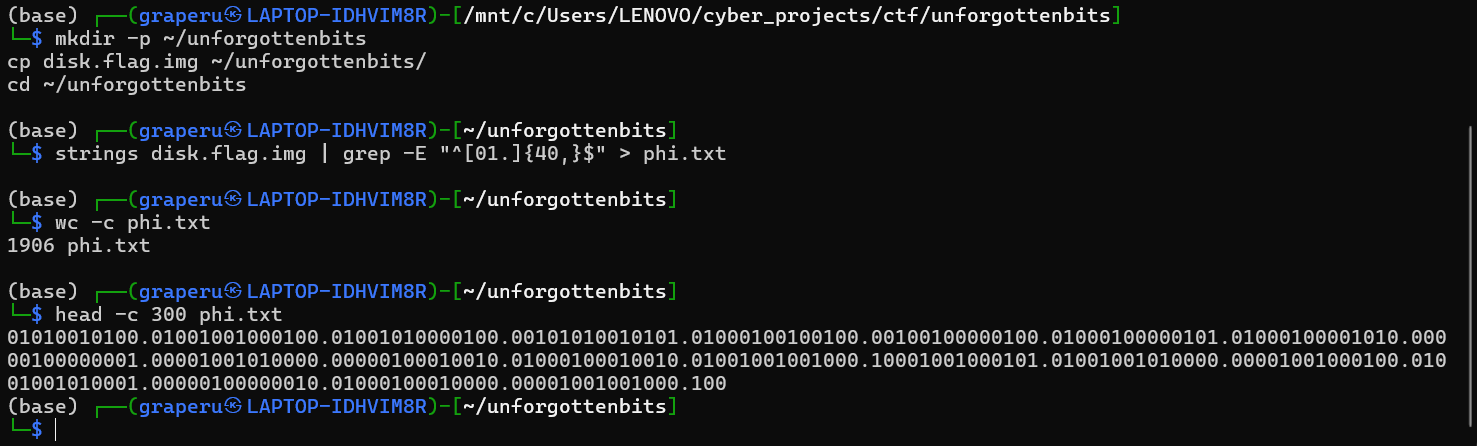 (base) ┌──(graperu㉿LAPTOP-IDHVIM8R)-[/mnt/c/Users/LENOVO/cyber_projects/ctf/unforgottenbits]
└─$ mkdir -p ~/unforgottenbits
cp disk.flag.img ~/unforgottenbits/
cd ~/unforgottenbits
(base) ┌──(graperu㉿LAPTOP-IDHVIM8R)-[~/unforgottenbits]
└─$ strings disk.flag.img | grep -E "^[01.]{40,}$" > phi.txt
(base) ┌──(graperu㉿LAPTOP-IDHVIM8R)-[~/unforgottenbits]
└─$ wc -c phi.txt
1906 phi.txt
(base) ┌──(graperu㉿LAPTOP-IDHVIM8R)-[~/unforgottenbits]
└─$ head -c 300 phi.txt
01010010100.01001001000100.01001010000100.00101010010101.01000100100100.00100100000100.01000100000101.01000100001010.000
00100000001.00001001010000.00000100010010.01000100010010.01001001001000.10001001000101.01001001010000.00001001000100.010
01001010001.00000100000010.01000100010000.00001001001000.100
(base) ┌──(graperu㉿LAPTOP-IDHVIM8R)-[~/unforgottenbits]
└─$